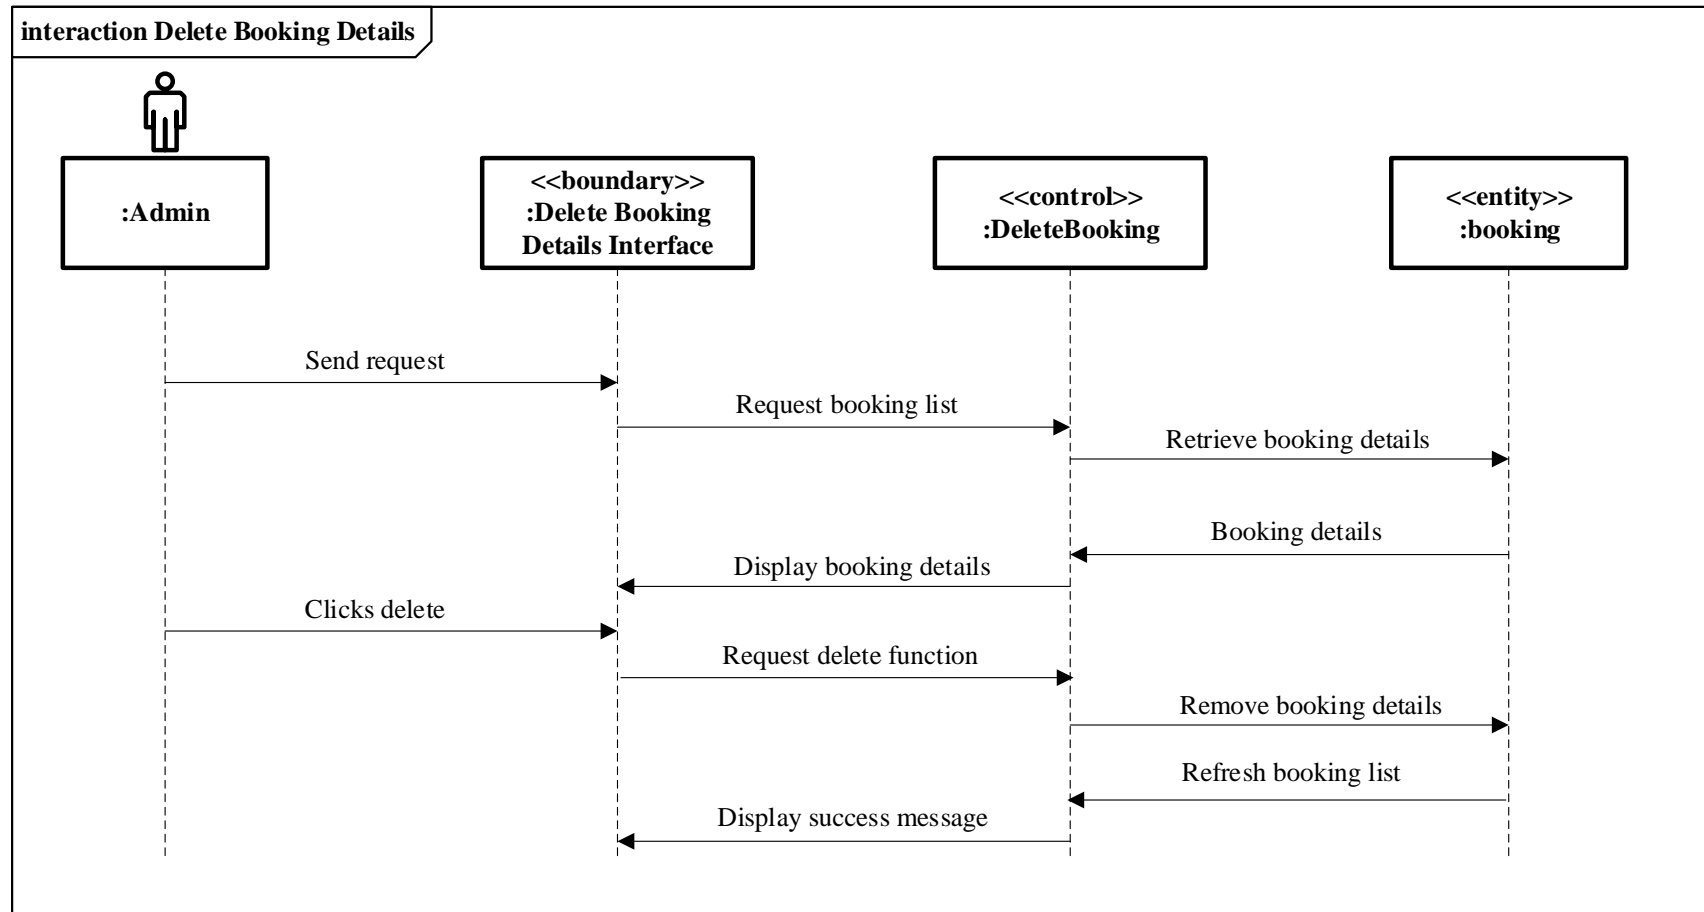 interaction Delete Booking Details
:Admin
<<boundary>>
:Delete Booking
Details Interface
<<control>>
:DeleteBooking
<<entity>>
:booking
Send request
Request booking list
Retrieve booking details
Booking details
Display booking details
Clicks delete
Request delete function
Remove booking details
Refresh booking list
Display success message